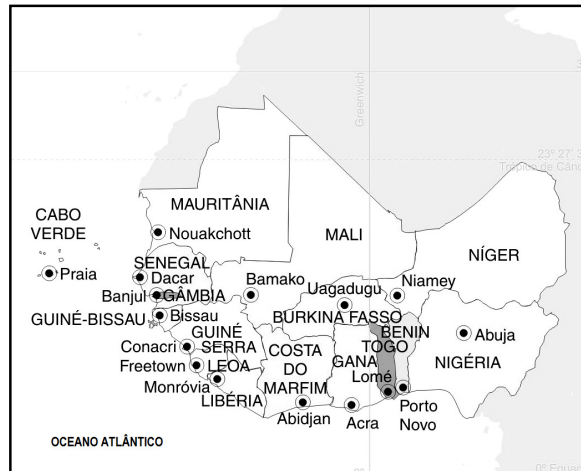 Greenwich
23° 27' 3
Trópico de Cânc
MAURITÂNIA
CABO
VERDE
Nouakchott
MALI
NÍGER
Praia
SENEGAL
Dacar
Bamako
Uagadugu
Niamey
Banjul
GÂMBIA
GUINÉ-BISSAU
Bissau
BURKINA FASSO
BENIN
Abuja
Conacri
GUINÉ
SERRA
COSTA
DO
MARFIM
GANA
TOGO
NIGÉRIA
Freetown
LEOA
Lomé
Monróvia
LIBÉRIA
Abidjan
Acra
Porto
Novo
OCEANO ATLÂNTICO
0° Equad